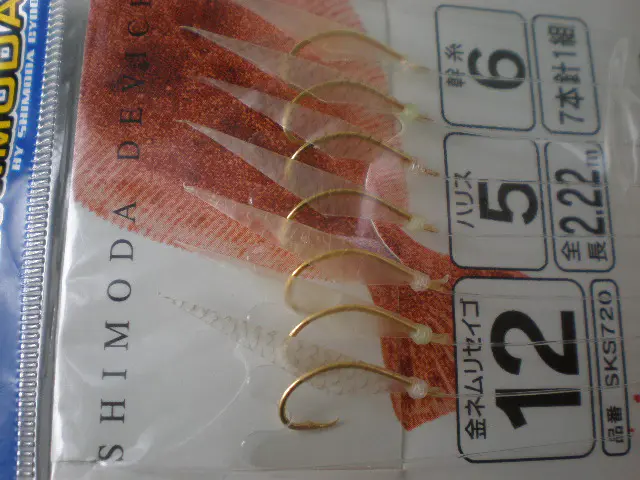 BY SHIMODA
SHIMODA DEVICE
幹糸
6
7本針1組
ハリス
5
全長2.22m
金ネムリセイゴ
12
品番 SKS720